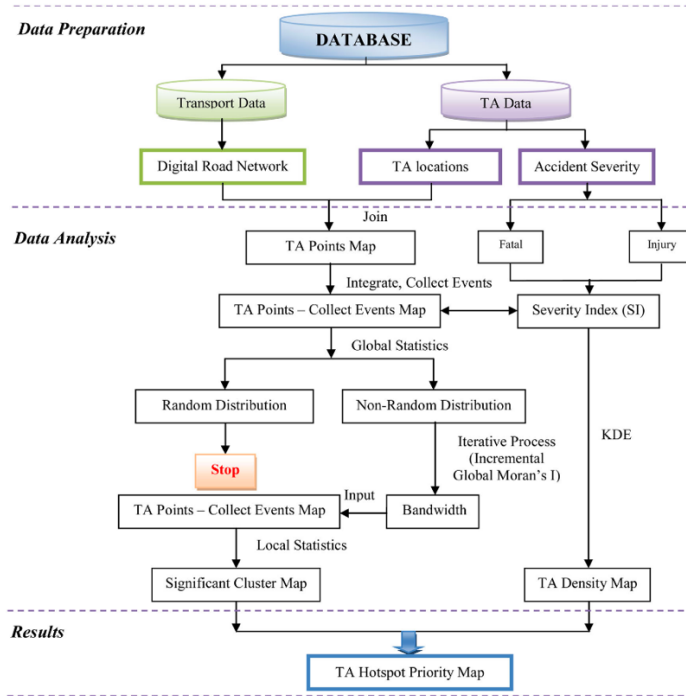 Data Preparation
DATABASE
Transport Data
TA Data
Digital Road Network
TA locations
Accident Severity
Join
Data Analysis
TA Points Map
Fatal
Injury
Integrate, Collect Events
TA Points – Collect Events Map
Severity Index (SI)
Global Statistics
Random Distribution
Non-Random Distribution
KDE
Iterative Process
(Incremental
Global Moran's I)
Stop
Input
TA Points – Collect Events Map
Bandwidth
Local Statistics
Significant Cluster Map
TA Density Map
Results
TA Hotspot Priority Map